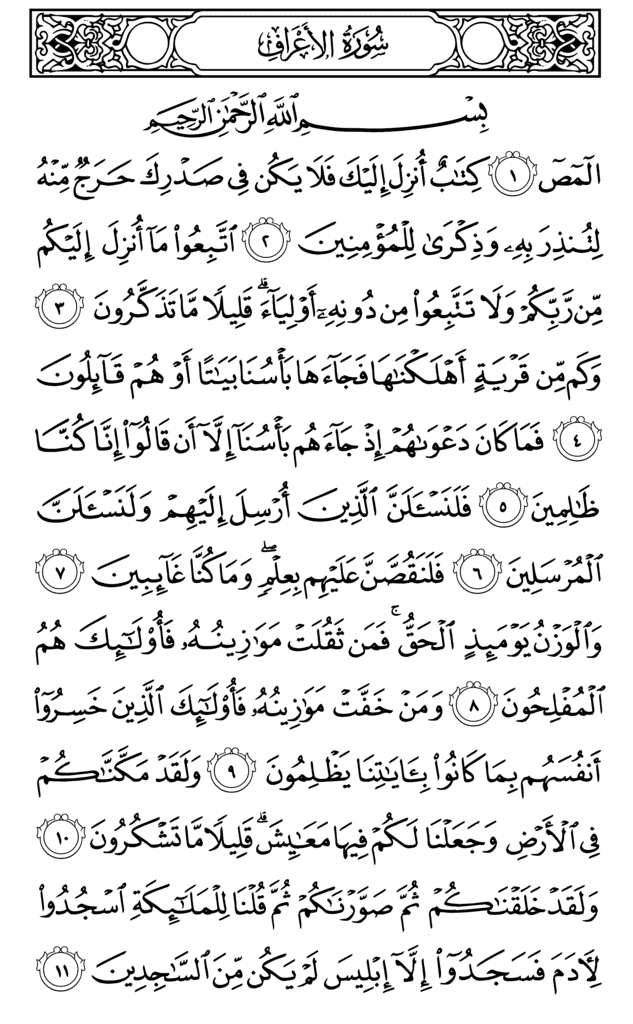 سُورَةُ الأَعْرَافِ
بِسْمِ ٱللَّهِ ٱلرَّحْمَٰنِ ٱلرَّحِيمِ
الٓمٓصٓ ١ كِتَٰبٌ أُنزِلَ إِلَيْكَ فَلَا يَكُن فِى صَدْرِكَ حَرَجٌ مِّنْهُ
لِتُنذِرَ بِهِۦ وَذِكْرَىٰ لِلْمُؤْمِنِينَ ٢ ٱتَّبِعُوا۟ مَآ أُنزِلَ إِلَيْكُم
مِّن رَّبِّكُمْ وَلَا تَتَّبِعُوا۟ مِن دُونِهِۦٓ أَوْلِيَآءَ ۗ قَلِيلًا مَّا تَذَكَّرُونَ ٣
وَكَم مِّن قَرْيَةٍ أَهْلَكْنَٰهَا فَجَآءَهَا بَأْسُنَا بَيَٰتًا أَوْ هُمْ قَآئِلُونَ
٤ فَمَا كَانَ دَعْوَىٰهُمْ إِذْ جَآءَهُم بَأْسُنَآ إِلَّآ أَن قَالُوٓا۟ إِنَّا كُنَّا
ظَٰلِمِينَ ٥ فَلَنَسْـَٔلَنَّ ٱلَّذِينَ أُرْسِلَ إِلَيْهِمْ وَلَنَسْـَٔلَنَّ
ٱلْمُرْسَلِينَ ٦ فَلَنَقُصَّنَّ عَلَيْهِم بِعِلْمٍ ۖ وَمَا كُنَّا غَآئِبِينَ ٧
وَٱلْوَزْنُ يَوْمَئِذٍ ٱلْحَقُّ ۚ فَمَن ثَقُلَتْ مَوَٰزِينُهُۥ فَأُو۟لَٰٓئِكَ هُمُ
ٱلْمُفْلِحُونَ ٨ وَمَنْ خَفَّتْ مَوَٰزِينُهُۥ فَأُو۟لَٰٓئِكَ ٱلَّذِينَ خَسِرُوٓا۟
أَنفُسَهُم بِمَا كَانُوا۟ بِـَٔايَٰتِنَا يَظْلِمُونَ ٩ وَلَقَدْ مَكَّنَّٰكُمْ
فِى ٱلْأَرْضِ وَجَعَلْنَا لَكُمْ فِيهَا مَعَٰيِشَ ۗ قَلِيلًا مَّا تَشْكُرُونَ ١٠
وَلَقَدْ خَلَقْنَٰكُمْ ثُمَّ صَوَّرْنَٰكُمْ ثُمَّ قُلْنَا لِلْمَلَٰٓئِكَةِ ٱسْجُدُوا۟
لِـَٔادَمَ فَسَجَدُوٓا۟ إِلَّآ إِبْلِيسَ لَمْ يَكُن مِّنَ ٱلسَّٰجِدِينَ ١١